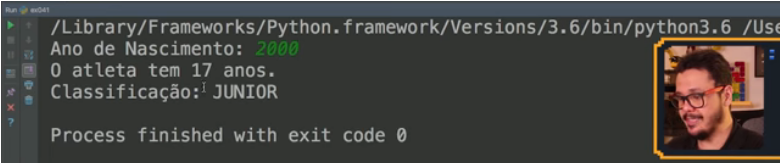 Run ex041
/Library/Frameworks/Python.framework/Versions/3.6/bin/python3.6 /Use
Ano de Nascimento: 2000
O atleta tem 17 anos.
Classificação: JUNIOR
Process finished with exit code 0